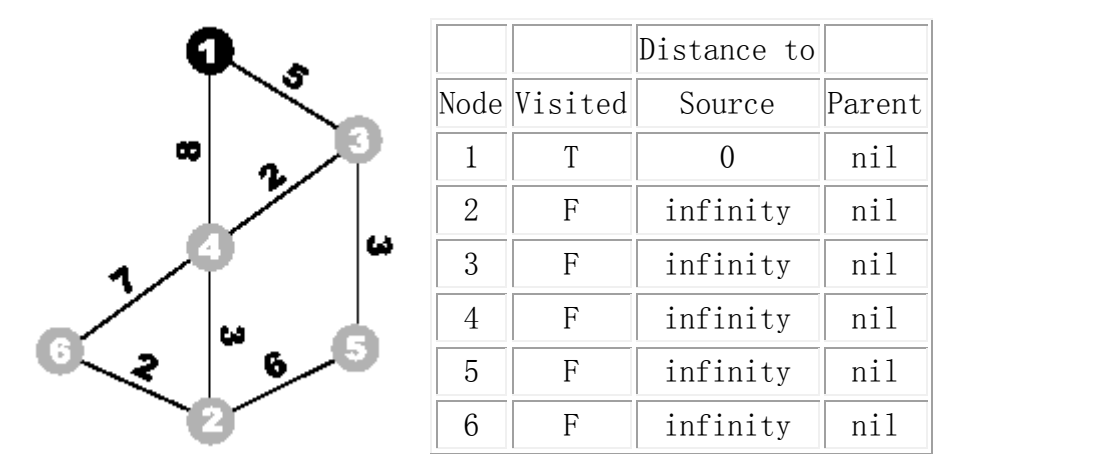 1
5
3
8
2
4
3
7
3
6
2
6
5
2
Distance to
Node Visited Source Parent
1 T 0 nil
2 F infinity nil
3 F infinity nil
4 F infinity nil
5 F infinity nil
6 F infinity nil